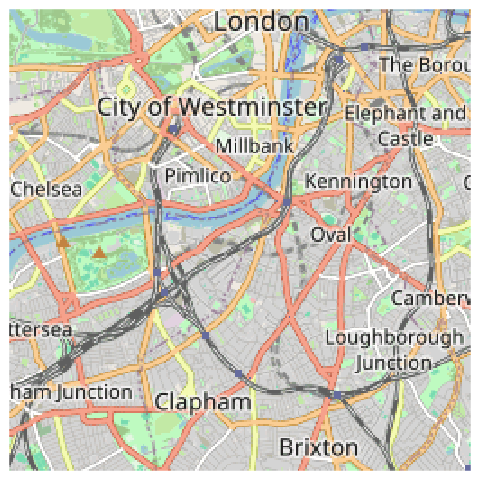 London
The Borou
City of Westminster
Elephant and
Castle
Millbank
Pimlico
Kennington
Chelsea
C
Oval
Camberw
ttersea
Loughborough
Junction
ham Junction
Clapham
Brixton